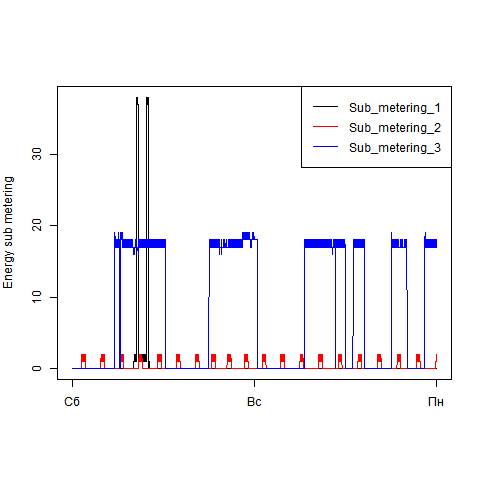 Sub_metering_1
Sub_metering_2
Sub_metering_3
Energy sub metering
30
20
10
0
Сб Вс Пн